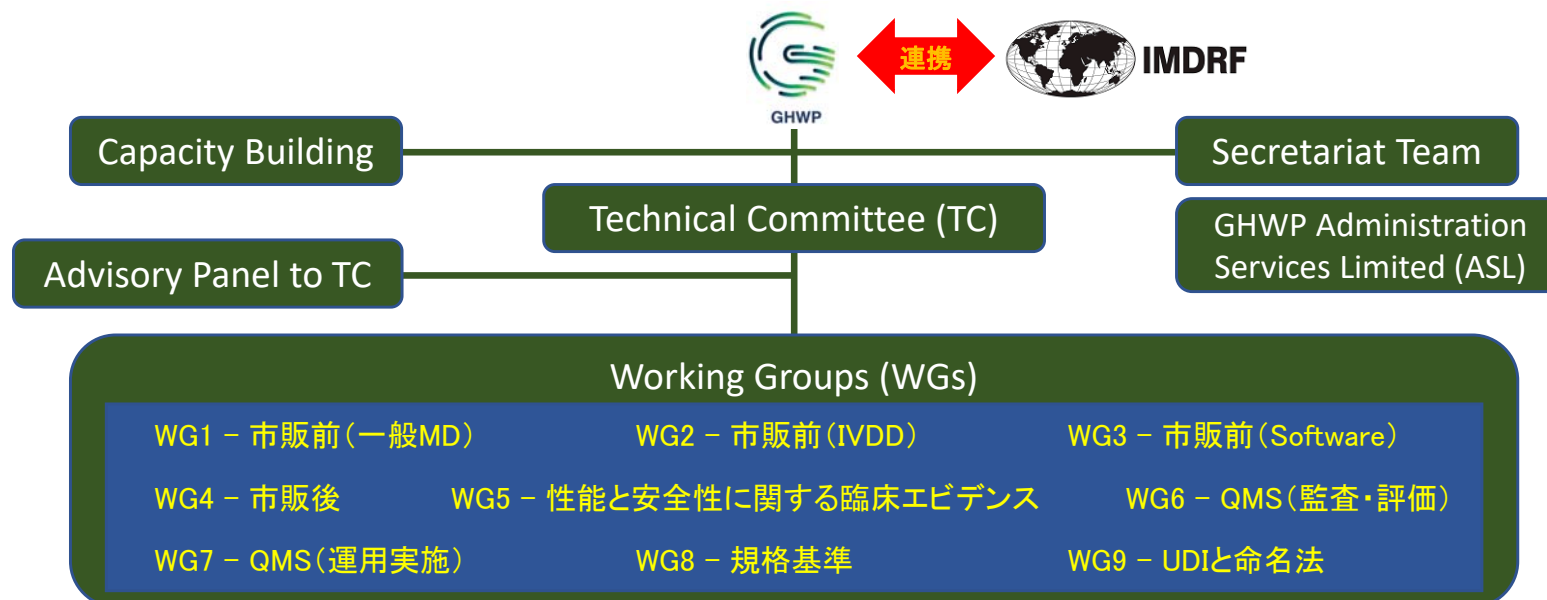 連携
IMDRF
GHWP
Capacity Building
Secretariat Team
Technical Committee (TC)
GHWP Administration
Services Limited (ASL)
Advisory Panel to TC
Working Groups (WGs)
WG1 - 市販前(一般MD) WG2 - 市販前(IVDD) WG3 - 市販前(Software)
WG4 - 市販後 WG5 - 性能と安全性に関する臨床エビデンス WG6 - QMS(監査・評価)
WG7 - QMS(運用実施) WG8 - 規格基準 WG9 - UDIと命名法